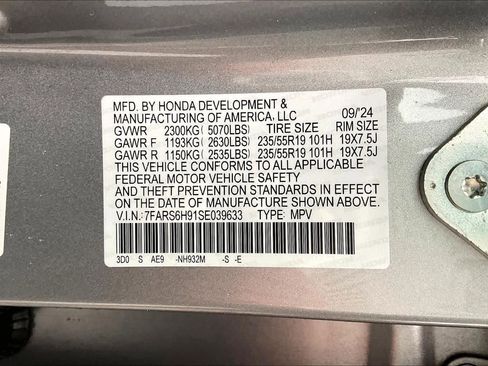 MFD. BY HONDA DEVELOPMENT &
MANUFACTURING OF AMERICA, LLC 09/'24
GVWR 2300KG( 5070LBS) TIRE SIZE RIM SIZE
GAWR F 1193KG( 2630LBS) 235/55R19 101H 19X7.5J
GAWR R 1150KG( 2535LBS) 235/55R19 101H 19X7.5J
THIS VEHICLE CONFORMS TO ALL APPLICABLE
FEDERAL MOTOR VEHICLE SAFETY
AND THEFT PREVENTION STANDARDS IN EFFECT ON
THE DATE OF MANUFACTURE SHOWN ABOVE.
V.I.N.: 7FARS6H91SE039633 TYPE: MPV
3D0 S AE9 -NH932M -S -E